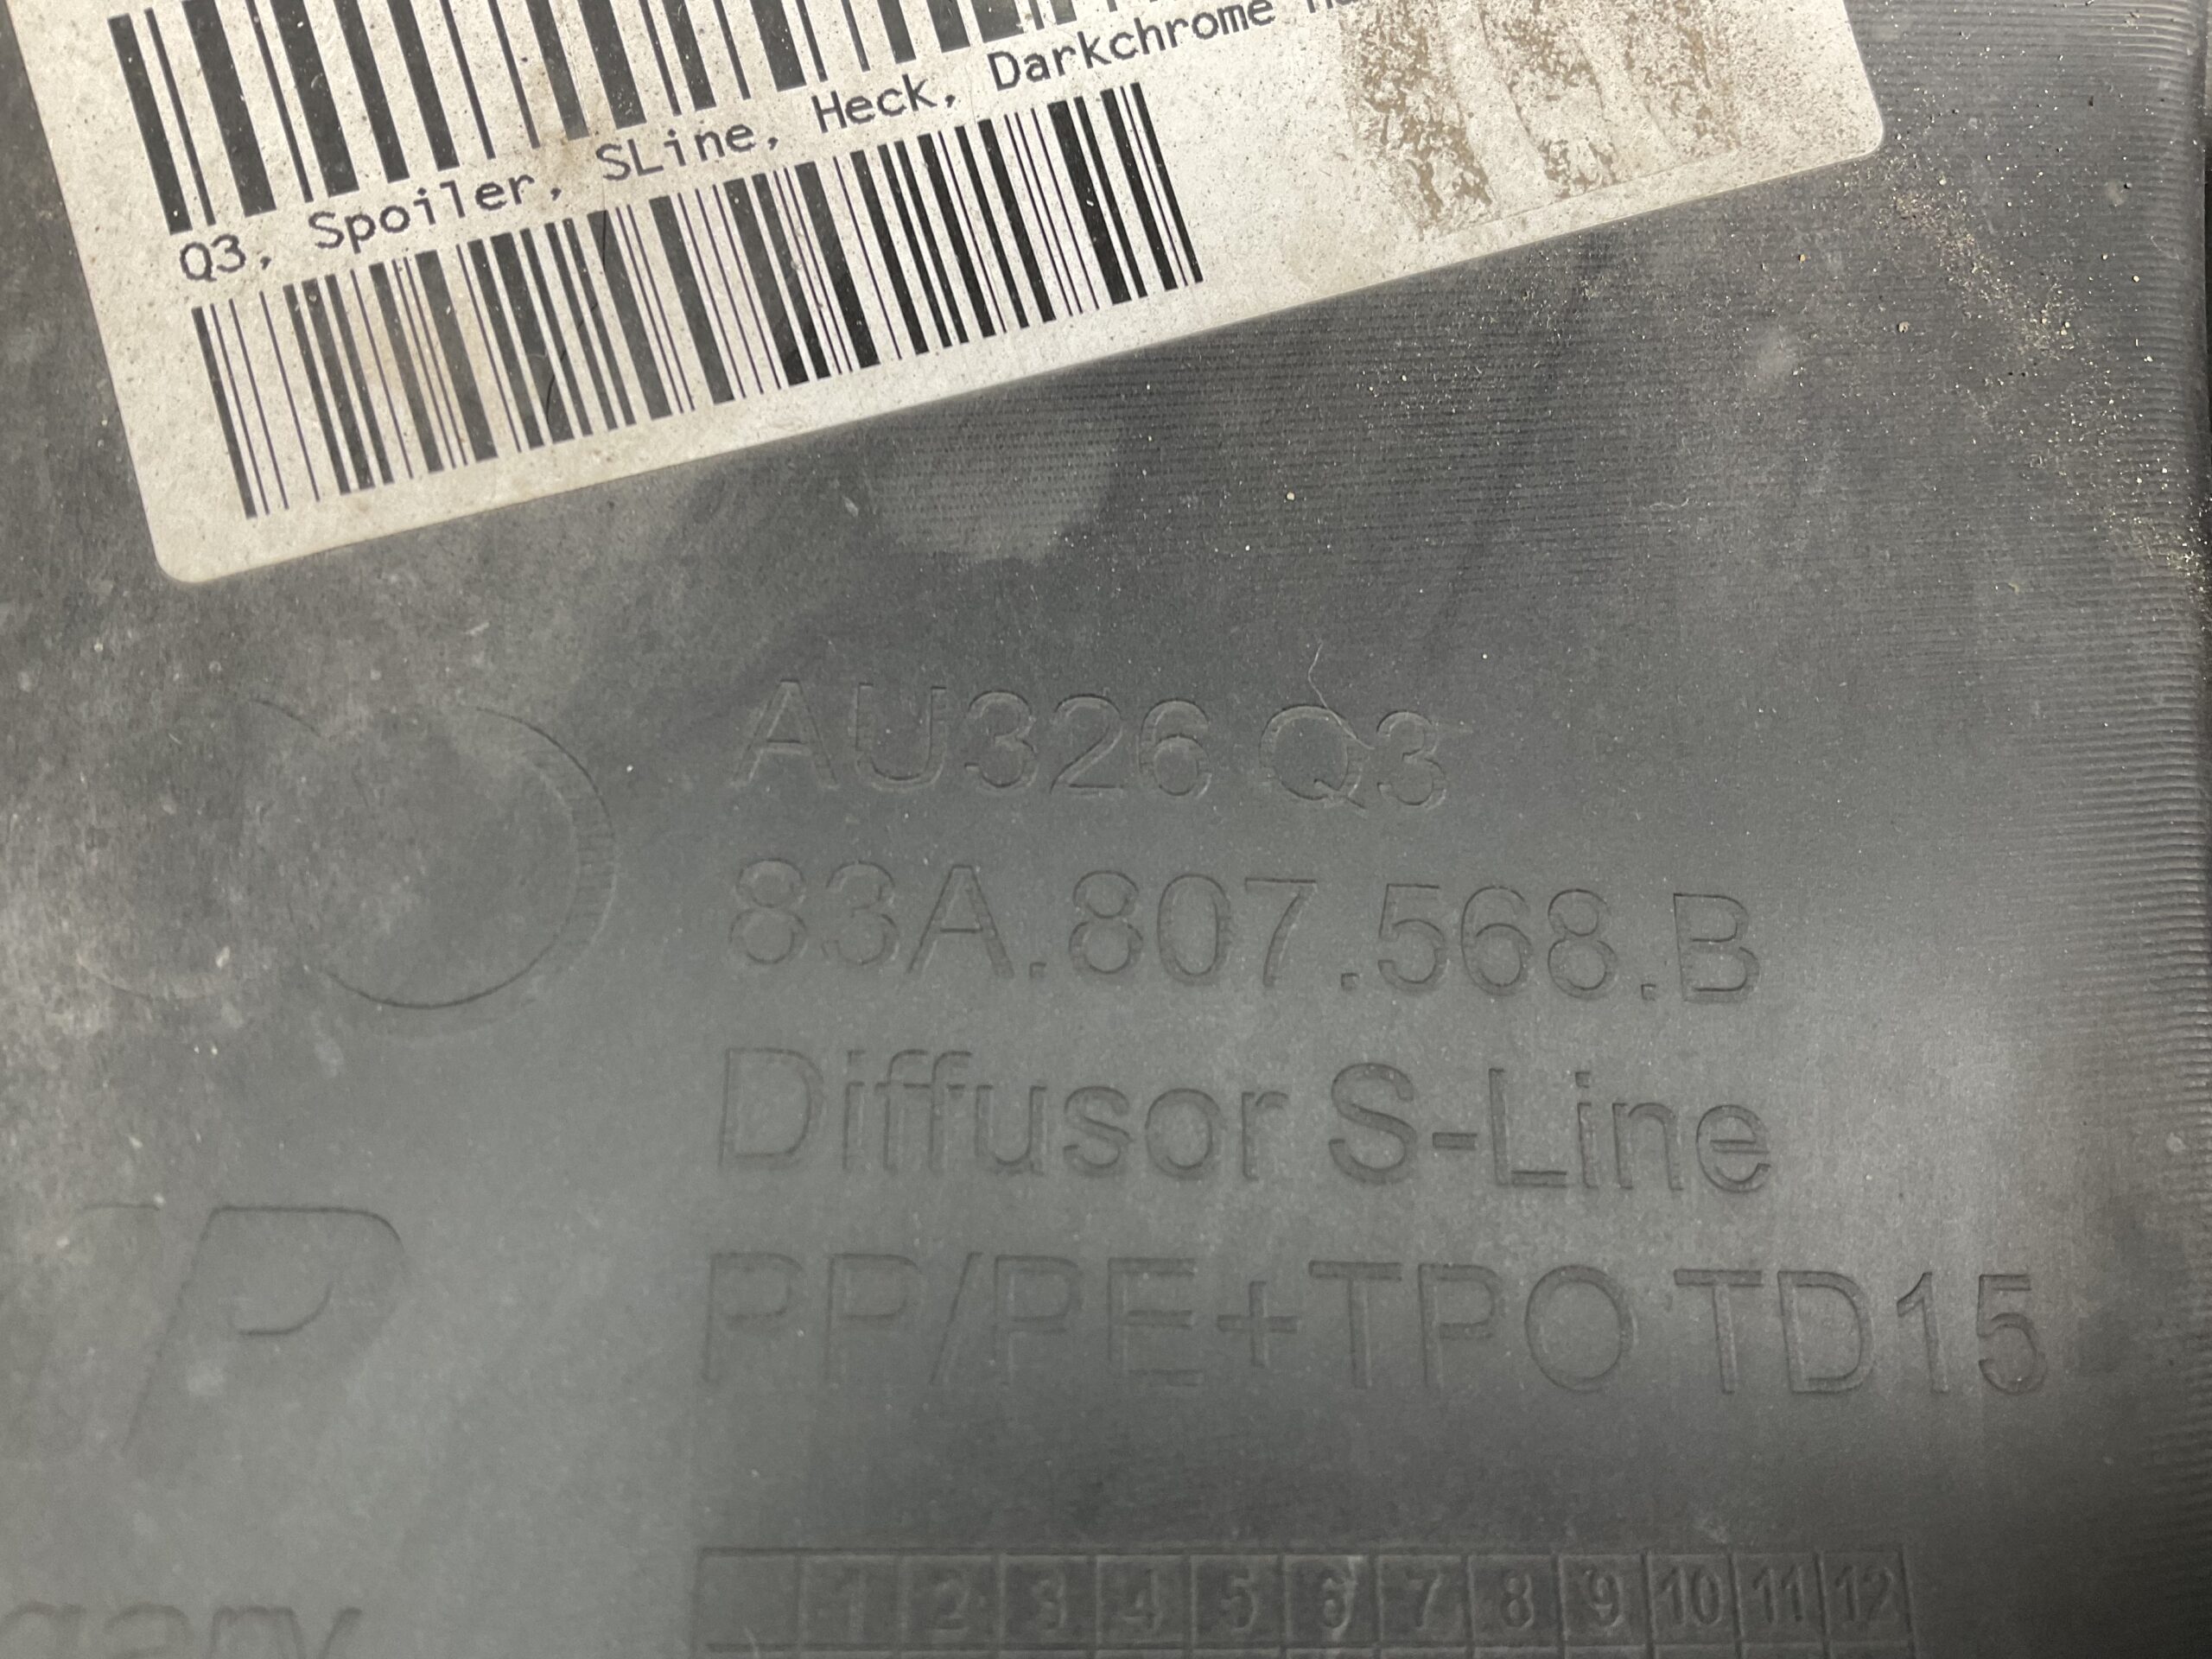 Q3, Spoiler, SLine, Heck, Darkchrome
AU326 Q3
83A.807.568.B
Diffusor S-Line
PP/PE+TPO TD15
P
gary
1 2 3 4 5 6 7 8 9 10 11 12